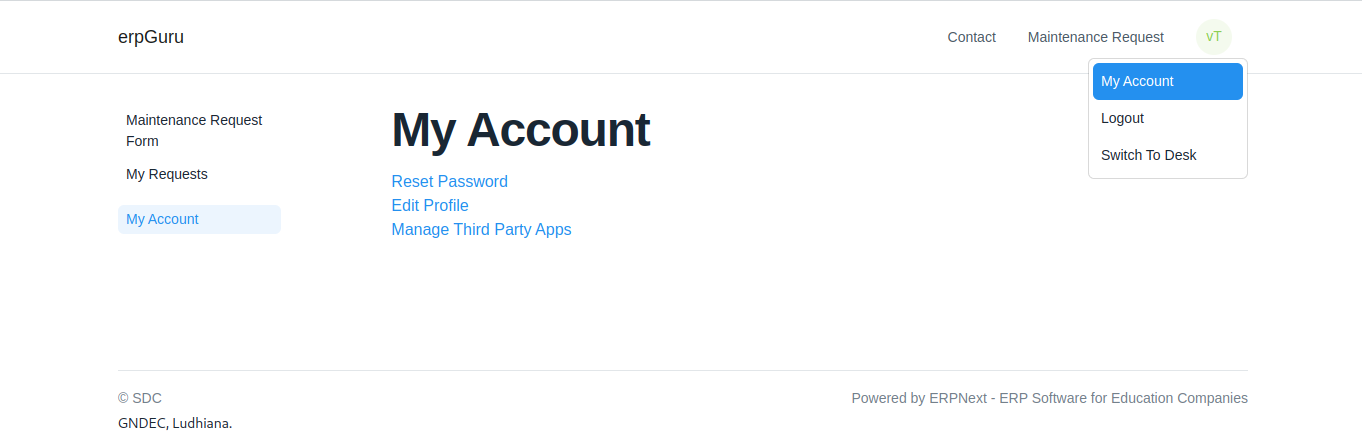 erpGuru
Contact
Maintenance Request
vT
My Account
Logout
Switch To Desk
Maintenance Request
Form
My Requests
My Account
My Account
Reset Password
Edit Profile
Manage Third Party Apps
© SDC
GNDEC, Ludhiana.
Powered by ERPNext - ERP Software for Education Companies